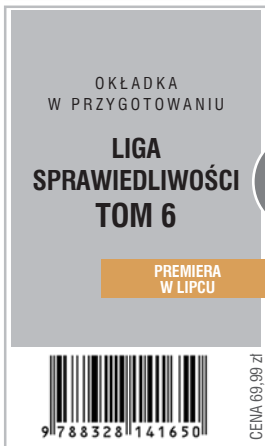 OKŁADKA
W PRZYGOTOWANIU
LIGA
SPRAWIEDLIWOŚCI
TOM 6
PREMIERA
W LIPCU
9 788328 141650
CENA 69,99 zł